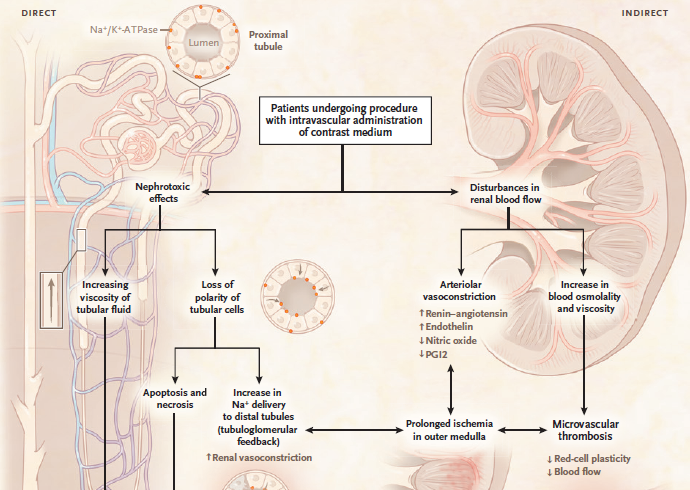 DIRECT
INDIRECT
Na⁺/K⁺-ATPase
Lumen
Proximal
tubule
Patients undergoing procedure
with intravascular administration
of contrast medium
Nephrotoxic
effects
Disturbances in
renal blood flow
Increasing
viscosity of
tubular fluid
Loss of
polarity of
tubular cells
Arteriolar
vasoconstriction
↑Renin–angiotensin
↑Endothelin
↓Nitric oxide
↓PGI2
Increase in
blood osmolality
and viscosity
Apoptosis and
necrosis
Increase in
Na⁺ delivery
to distal tubules
(tubuloglomerular
feedback)
↑Renal vasoconstriction
Prolonged ischemia
in outer medulla
Microvascular
thrombosis
↓Red-cell plasticity
↓Blood flow